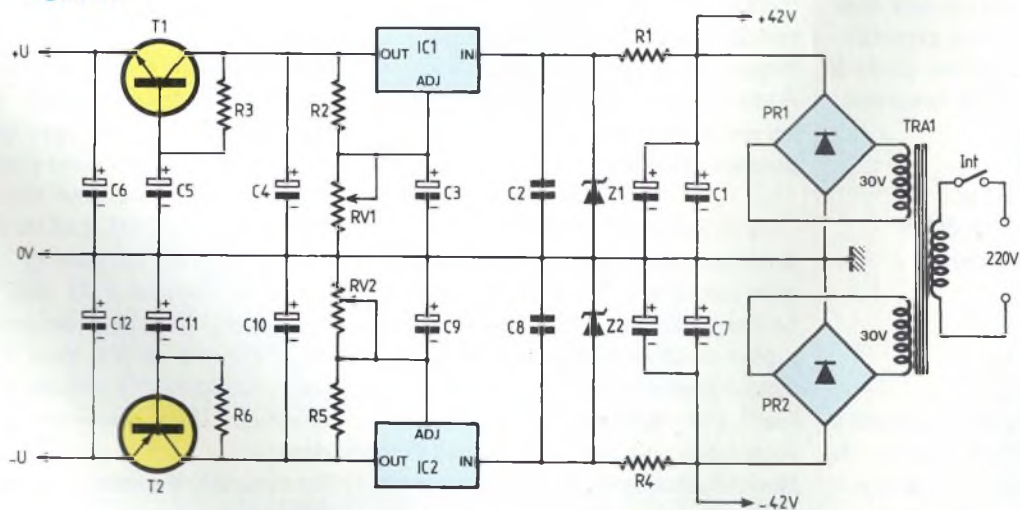 T1
+42V
+U
OUT
IC1
IN
ADJ
R1
R3
R2
PR1
TRA1
Int
30V
C6
C5
C4
RV1
C3
C2
Z1
C1
0V
220V
RV2
C12
C11
C10
C9
C8
Z2
C7
30V
R6
R5
PR2
ADJ
-U
OUT
IC2
IN
T2
R4
-42V